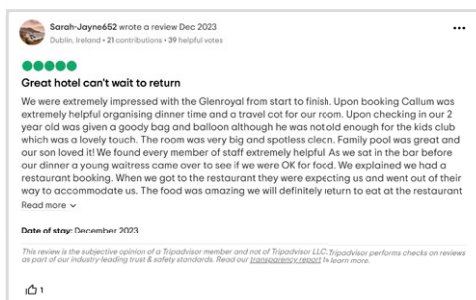 Sarah-Jayne652 wrote a review Dec 2023
Dublin, Ireland • 21 contributions • 39 helpful votes
Great hotel can't wait to return
We were extremely impressed with the Glenroyal from start to finish. Upon booking Callum was
extremely helpful organising dinner time and a travel cot for our room. Upon checking in our 2
year old was given a goody bag and balloon although he was notold enough for the kids club
which was a lovely touch. The room was very big and spotless clecn. Family pool was great and
our son loved it! We found every member of staff extremely helpful As we sat in the bar before
our dinner a young waitress came over to see if we were OK for food. We explained we had a
restaurant booking. When we got to the restaurant they were expecting us and went out of their
way to accommodate us. The food was amazing we will definitely return to eat at the restaurant
Read more
Date of stay: December 2023
This review is the subjective opinion of a Tripadvisor member and not of Tripadvisor LLC. Tripadvisor performs checks on reviews
as part of our industry-leading trust & safety standards. Read our transparency report to learn more.
1